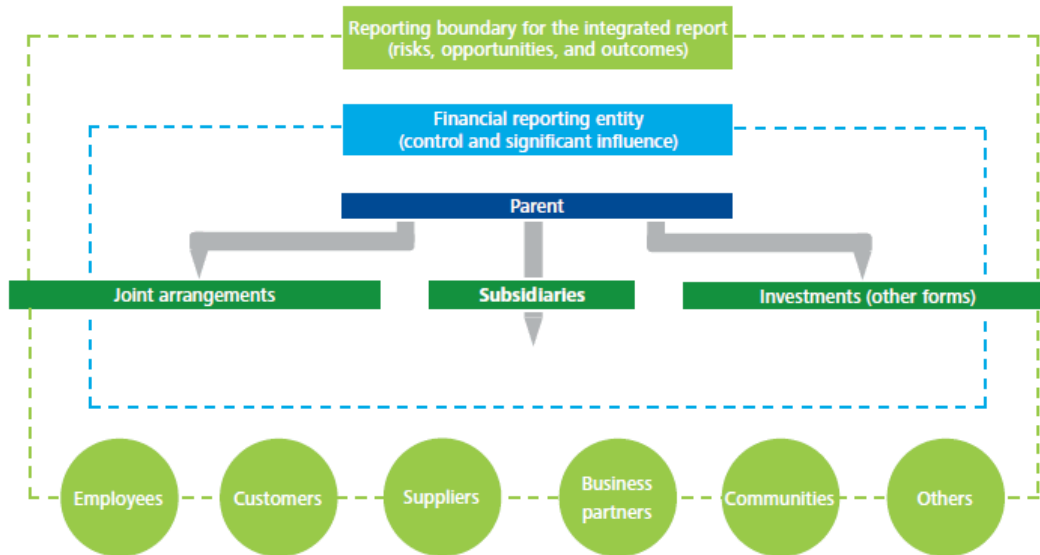 Reporting boundary for the integrated report
(risks, opportunities, and outcomes)
Financial reporting entity
(control and significant influence)
Parent
Joint arrangements
Subsidiaries
Investments (other forms)
Employees
Customers
Suppliers
Business
partners
Communities
Others